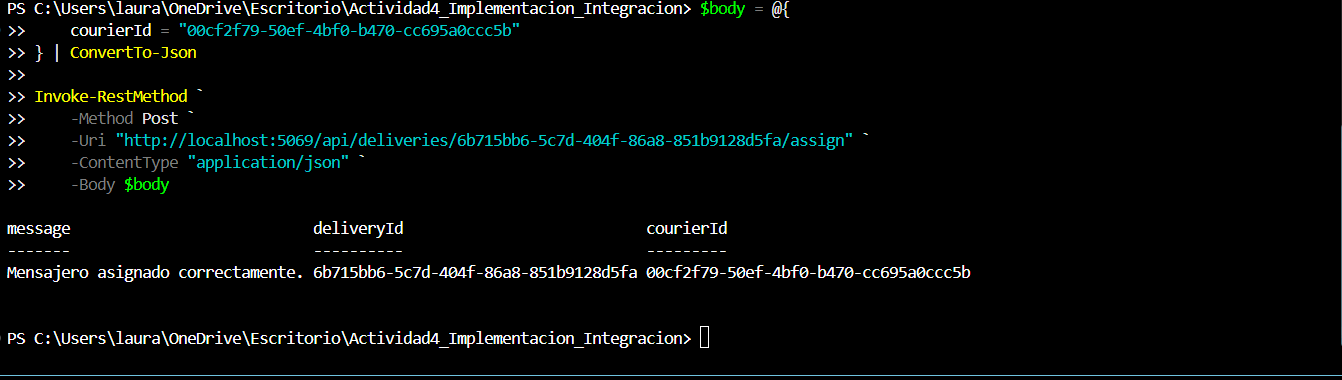 PS C:\Users\laura\OneDrive\Escritorio\Actividad4_Implementacion_Integracion> $body = @{
>>     courierId = "00cf2f79-50ef-4bf0-b470-cc695a0ccc5b"
>> } | ConvertTo-Json
>>
>> Invoke-RestMethod `
>>     -Method Post `
>>     -Uri "http://localhost:5069/api/deliveries/6b715bb6-5c7d-404f-86a8-851b9128d5fa/assign" `
>>     -ContentType "application/json" `
>>     -Body $body
message                           deliveryId                           courierId
-------                           ----------                           ---------
Mensajero asignado correctamente. 6b715bb6-5c7d-404f-86a8-851b9128d5fa 00cf2f79-50ef-4bf0-b470-cc695a0ccc5b
PS C:\Users\laura\OneDrive\Escritorio\Actividad4_Implementacion_Integracion>